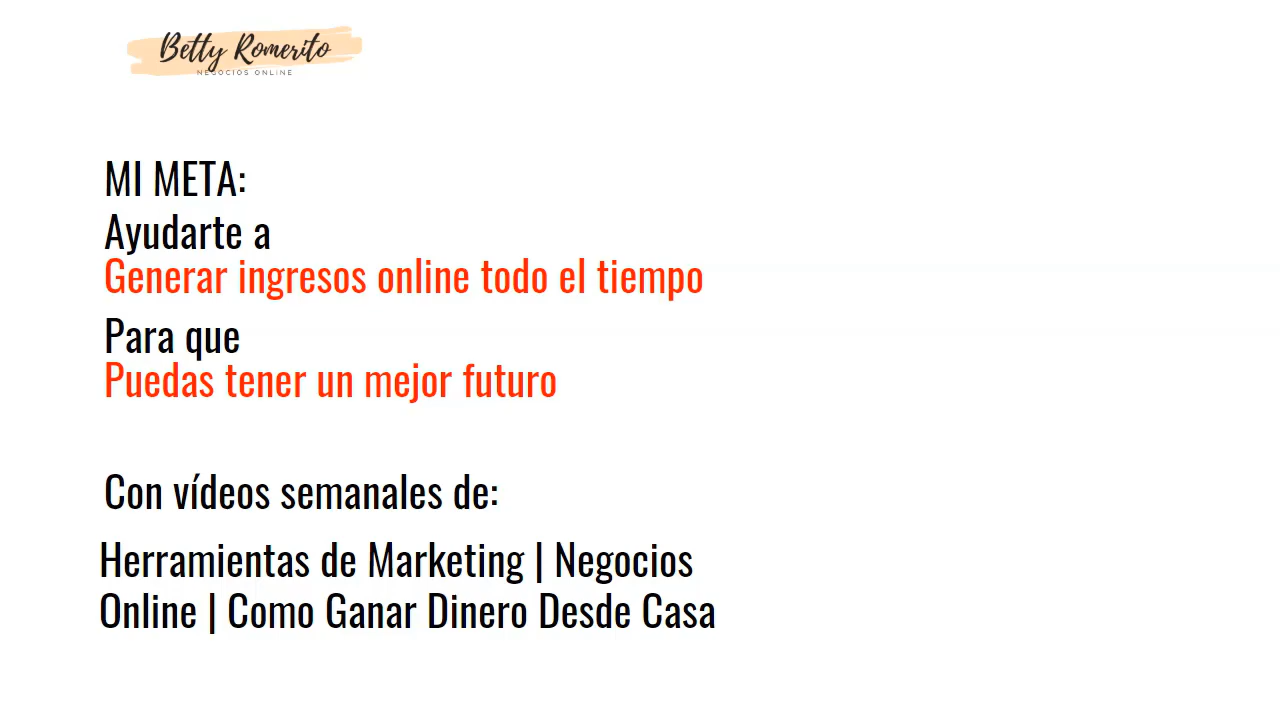 Betty Romerito
NEGOCIOS ONLINE
MI META:
Ayudarte a
Generar ingresos online todo el tiempo
Para que
Puedas tener un mejor futuro
Con vídeos semanales de:
Herramientas de Marketing | Negocios
Online | Como Ganar Dinero Desde Casa